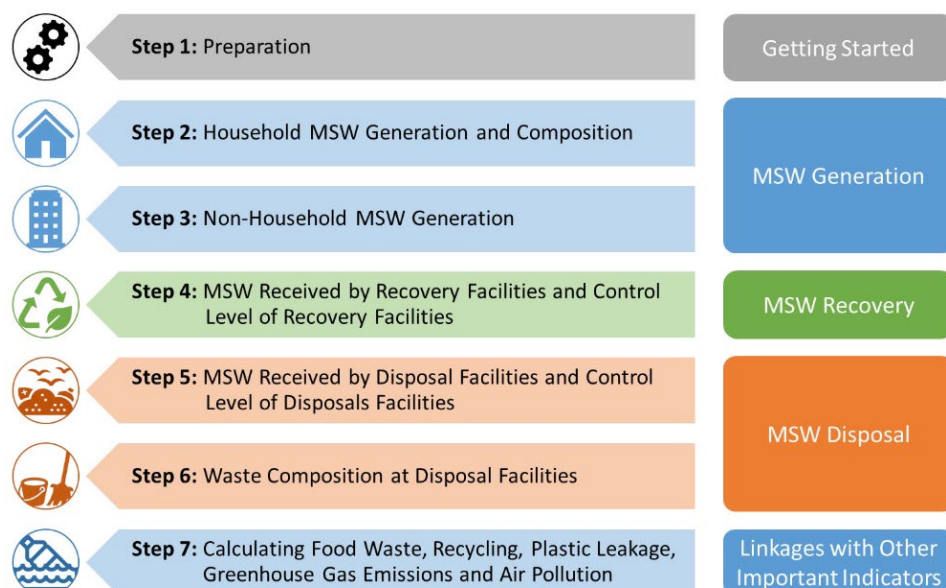 Step 1: Preparation
Getting Started
Step 2: Household MSW Generation and Composition
MSW Generation
Step 3: Non-Household MSW Generation
Step 4: MSW Received by Recovery Facilities and Control
Level of Recovery Facilities
MSW Recovery
Step 5: MSW Received by Disposal Facilities and Control
Level of Disposals Facilities
MSW Disposal
Step 6: Waste Composition at Disposal Facilities
Step 7: Calculating Food Waste, Recycling, Plastic Leakage,
Greenhouse Gas Emissions and Air Pollution
Linkages with Other
Important Indicators